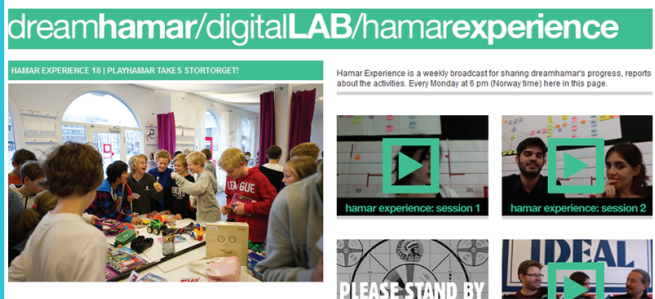 dreamhamar/digitalLAB/hamarexperience
HAMAR EXPERIENCE 18 | PLAYHAMAR TAKES STORTORGET!
Hamar Experience is a weekly broadcast for sharing dreamhamar's progress, reports
about the activities. Every Monday at 6 pm (Norway time) here in this page.
LEAGUE
hamar experience: session 1
hamar experience: session 2
PLEASE STAND BY
IDEAL